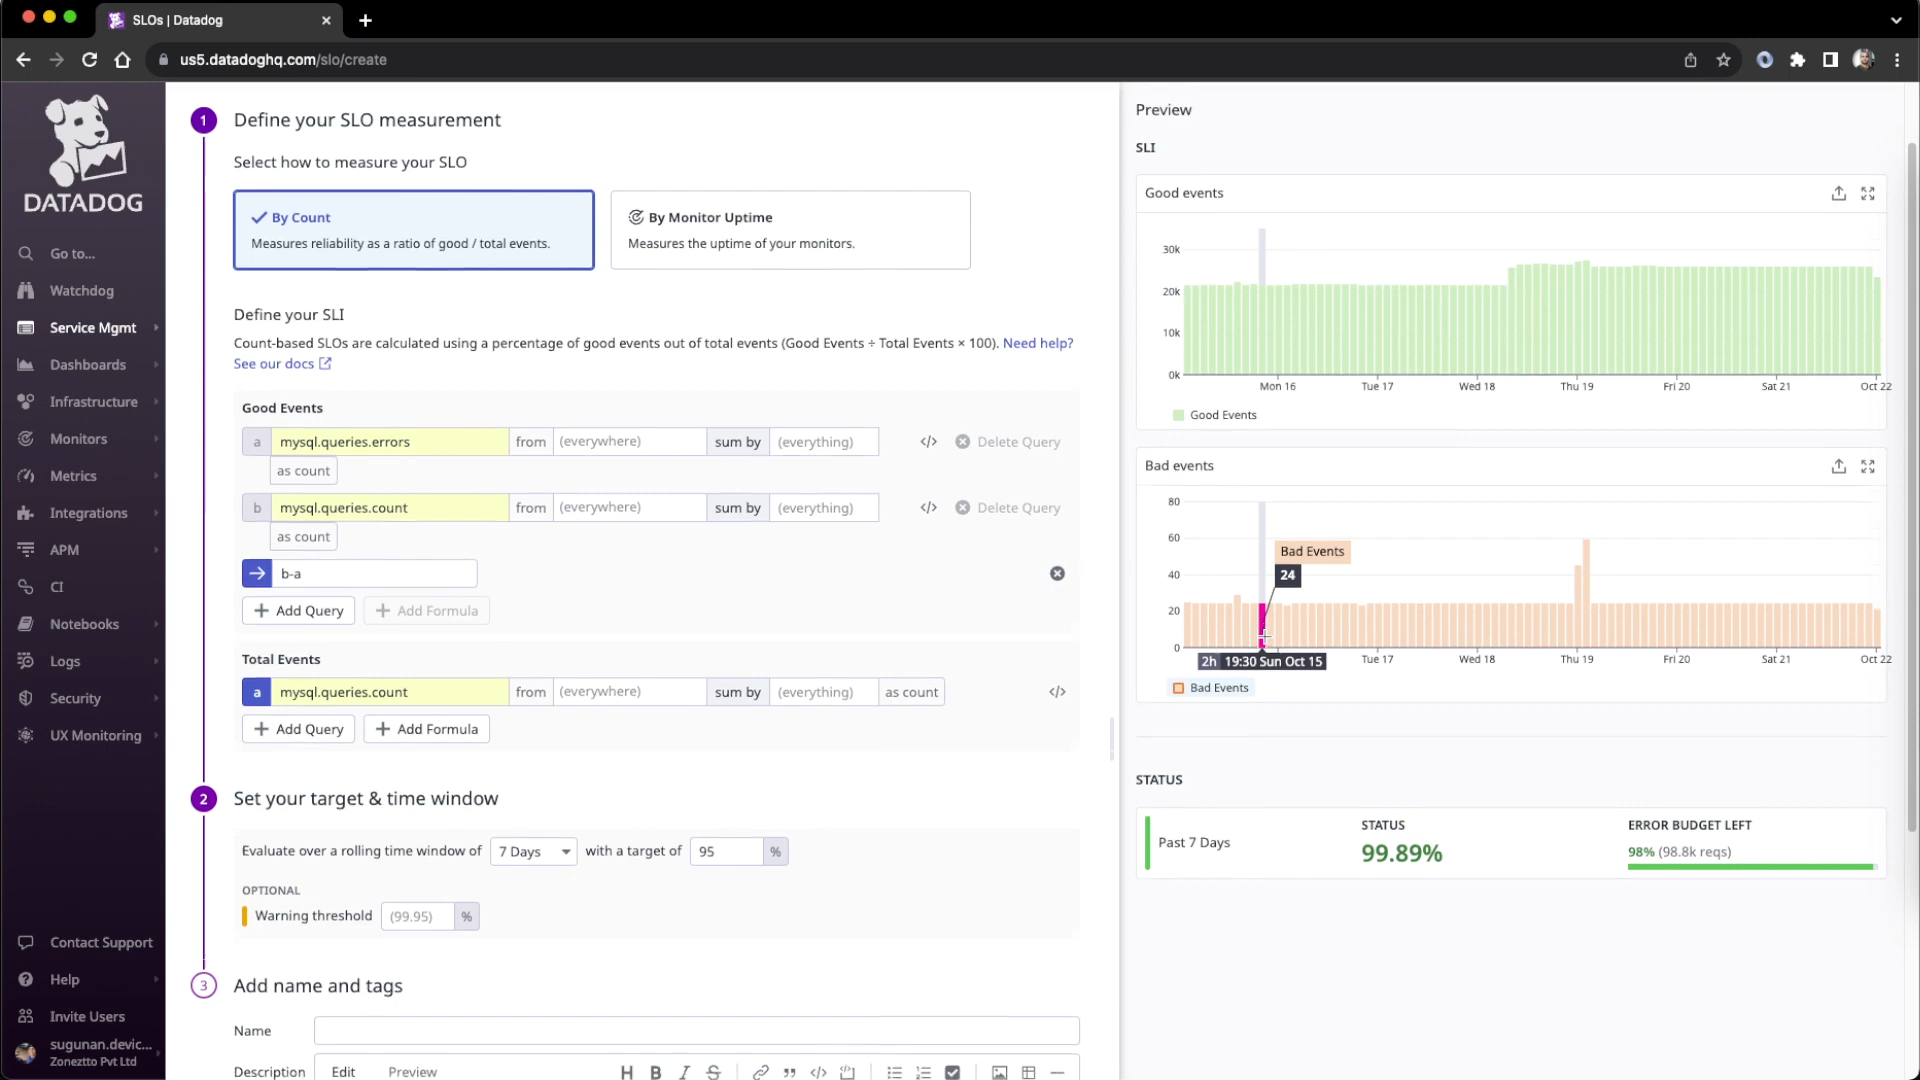 SLOs | Datadog
us5.datadoghq.com/slo/create
DATADOG
Go to...
Watchdog
Service Mgmt
Dashboards
Infrastructure
Monitors
Metrics
Integrations
APM
CI
Notebooks
Logs
Security
UX Monitoring
Contact Support
Help
Invite Users
sugunan.devic...
Zoneztto Pvt Ltd
1 Define your SLO measurement
Select how to measure your SLO
By Count
Measures reliability as a ratio of good / total events.
By Monitor Uptime
Measures the uptime of your monitors.
Define your SLI
Count-based SLOs are calculated using a percentage of good events out of total events (Good Events ÷ Total Events × 100). Need help?
See our docs
Good Events
a mysql.queries.errors from (everywhere) sum by (everything) </> Delete Query
as count
b mysql.queries.count from (everywhere) sum by (everything) </> Delete Query
as count
b-a
+ Add Query + Add Formula
Total Events
a mysql.queries.count from (everywhere) sum by (everything) as count </>
+ Add Query + Add Formula
2 Set your target & time window
Evaluate over a rolling time window of 7 Days with a target of 95 %
OPTIONAL
Warning threshold (99.95) %
3 Add name and tags
Name
Description Edit Preview H B I S
Preview
SLI
Good events
30k
20k
10k
0k
Mon 16 Tue 17 Wed 18 Thu 19 Fri 20 Sat 21 Oct 22
Good Events
Bad events
80
60
40
20
0
Bad Events
24
2h 19:30 Sun Oct 15 Tue 17 Wed 18 Thu 19 Fri 20 Sat 21 Oct 22
Bad Events
STATUS
Past 7 Days
STATUS
99.89%
ERROR BUDGET LEFT
98% (98.8k reqs)